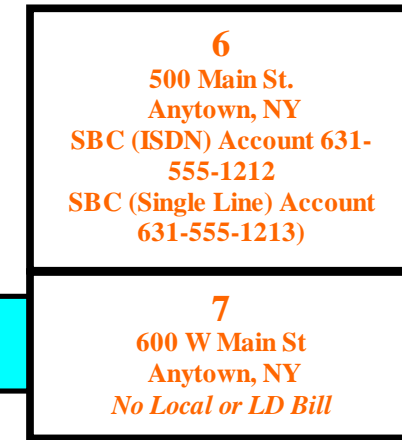 6
500 Main St.
Anytown, NY
SBC (ISDN) Account 631-
555-1212
SBC (Single Line) Account
631-555-1213)
7
600 W Main St
Anytown, NY
No Local or LD Bill